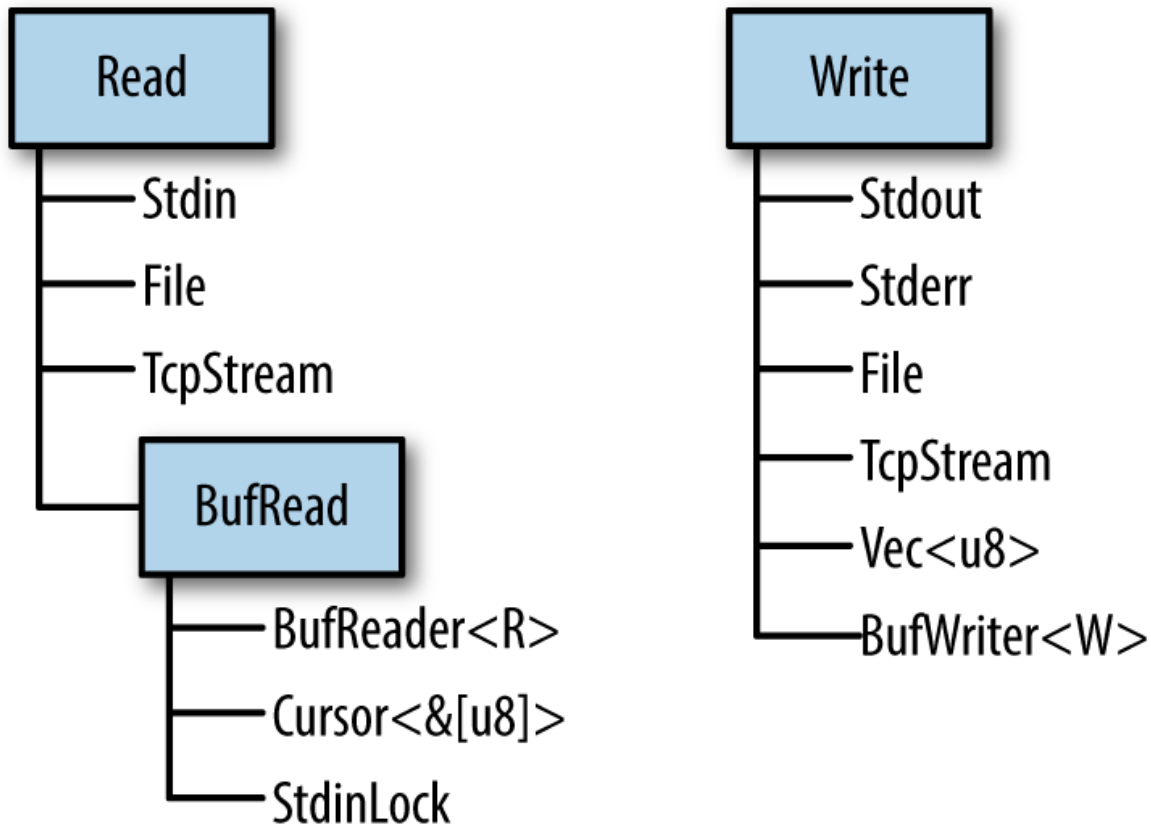 Read
Stdin
File
TcpStream
BufRead
BufReader<R>
Cursor<&[u8]>
StdinLock
Write
Stdout
Stderr
File
TcpStream
Vec<u8>
BufWriter<W>